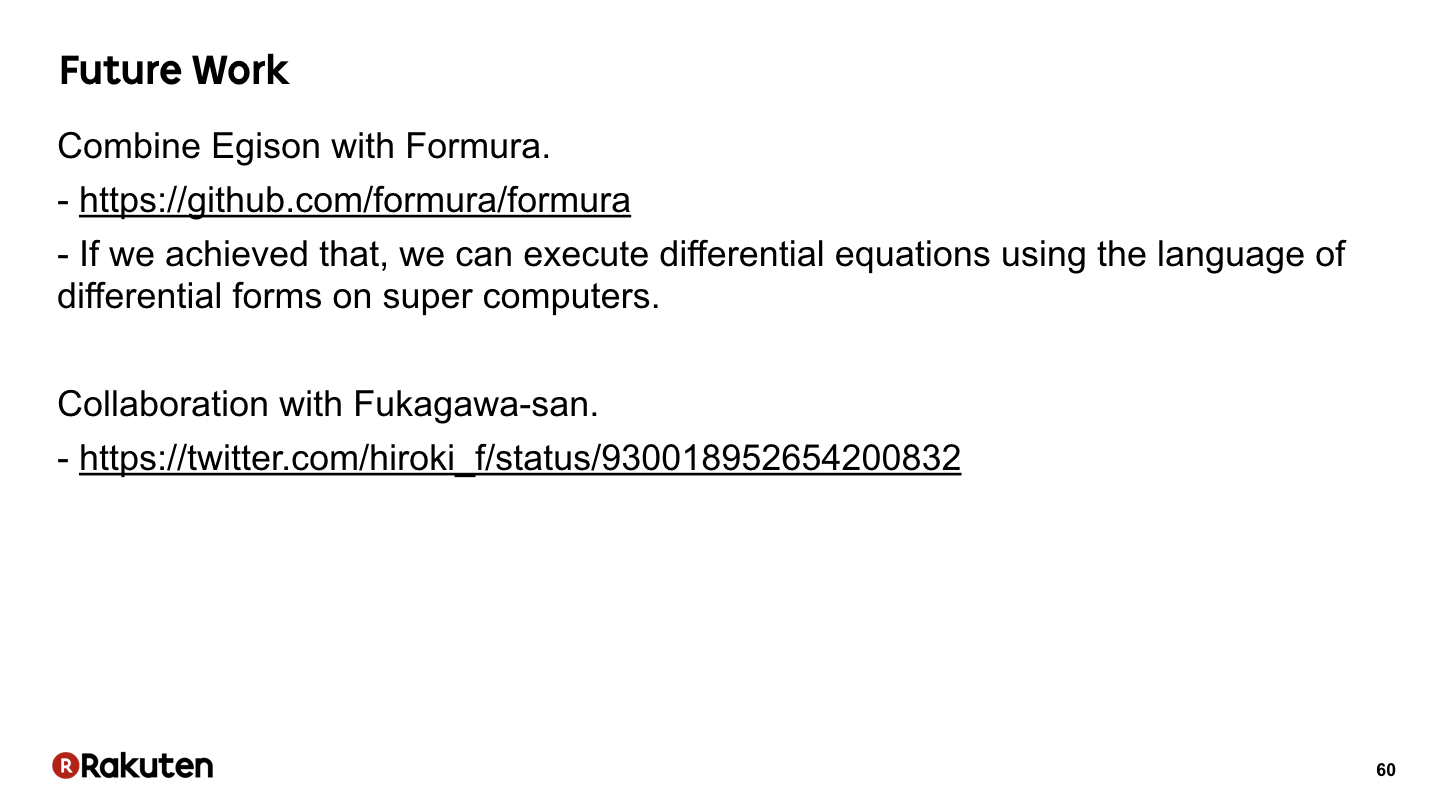 Future Work
Combine Egison with Formura.
- https://github.com/formura/formura
- If we achieved that, we can execute differential equations using the language of
differential forms on super computers.
Collaboration with Fukagawa-san.
- https://twitter.com/hiroki_f/status/930018952654200832
R Rakuten
60